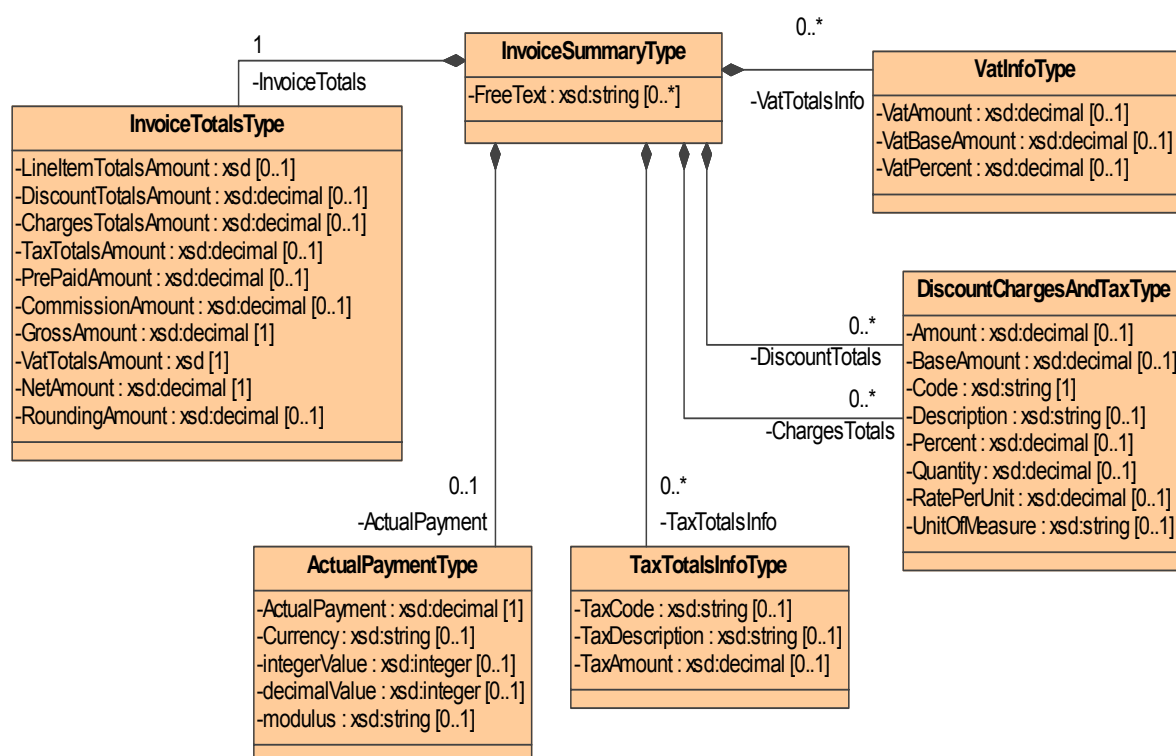 InvoiceSummaryType
-FreeText : xsd:string [0..*]
1
-InvoiceTotals
0..*
-VatTotalsInfo
VatInfoType
-VatAmount : xsd:decimal [0..1]
-VatBaseAmount : xsd:decimal [0..1]
-VatPercent : xsd:decimal [0..1]
InvoiceTotalsType
-LineItemTotalsAmount : xsd [0..1]
-DiscountTotalsAmount : xsd:decimal [0..1]
-ChargesTotalsAmount : xsd:decimal [0..1]
-TaxTotalsAmount : xsd:decimal [0..1]
-PrePaidAmount : xsd:decimal [0..1]
-CommissionAmount : xsd:decimal [0..1]
-GrossAmount : xsd:decimal [1]
-VatTotalsAmount : xsd [1]
-NetAmount : xsd:decimal [1]
-RoundingAmount : xsd:decimal [0..1]
0..*
-DiscountTotals
0..*
-ChargesTotals
DiscountChargesAndTaxType
-Amount : xsd:decimal [0..1]
-BaseAmount : xsd:decimal [0..1]
-Code : xsd:string [1]
-Description : xsd:string [0..1]
-Percent : xsd:decimal [0..1]
-Quantity : xsd:decimal [0..1]
-RatePerUnit : xsd:decimal [0..1]
-UnitOfMeasure : xsd:string [0..1]
0..1
-ActualPayment
0..*
-TaxTotalsInfo
ActualPaymentType
-ActualPayment : xsd:decimal [1]
-Currency : xsd:string [0..1]
-integerValue : xsd:integer [0..1]
-decimalValue : xsd:integer [0..1]
-modulus : xsd:string [0..1]
TaxTotalsInfoType
-TaxCode : xsd:string [0..1]
-TaxDescription : xsd:string [0..1]
-TaxAmount : xsd:decimal [0..1]